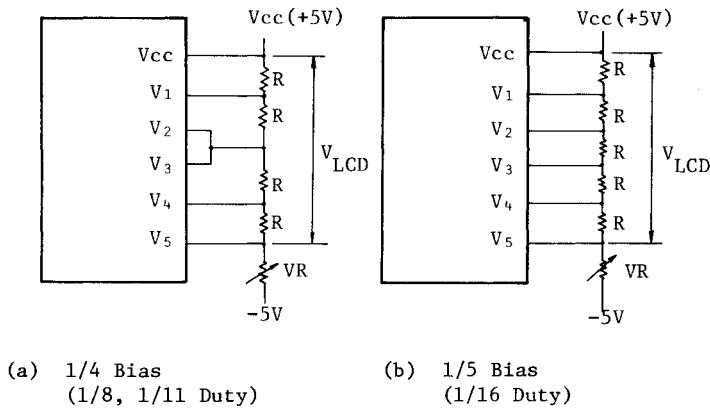 Vcc(+5V)
Vcc
R
V1
R
V2
V3
VLCD
R
V4
R
V5
VR
-5V
(a) 1/4 Bias
(1/8, 1/11 Duty)
Vcc(+5V)
Vcc
R
V1
R
V2
R
V3
VLCD
R
V4
R
V5
VR
-5V
(b) 1/5 Bias
(1/16 Duty)